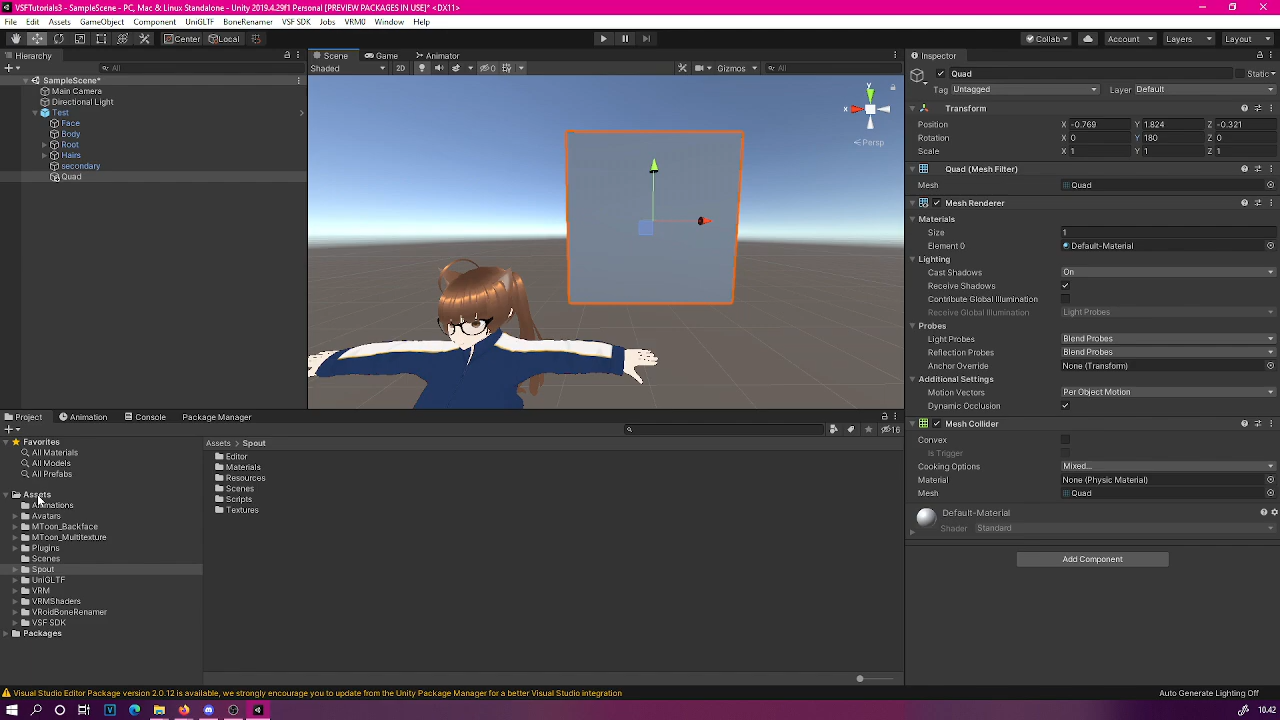 VSFTutorials3 - SampleScene - PC, Mac & Linux Standalone - Unity 2019.4.29f1 Personal [PREVIEW PACKAGES IN USE]* <DX11>
File Edit Assets GameObject Component UniGLTF BoneRenamer VSF SDK Jobs VRM0 Window Help
Center Local Collab Account Layers Layout
Hierarchy
All
SampleScene*
Main Camera
Directional Light
Test
Face
Body
Root
Hairs
secondary
Quad
Scene Game Animator
Shaded 2D 0 Gizmos All
y
x
Persp
Inspector
Quad Static
Tag Untagged Layer Default
Transform
Position X -0.769 Y 1.824 Z -0.321
Rotation X 0 Y 180 Z 0
Scale X 1 Y 1 Z 1
Quad (Mesh Filter)
Mesh Quad
Mesh Renderer
Materials
Size 1
Element 0 Default-Material
Lighting
Cast Shadows On
Receive Shadows
Contribute Global Illumination
Receive Global Illumination Light Probes
Probes
Light Probes Blend Probes
Reflection Probes Blend Probes
Anchor Override None (Transform)
Additional Settings
Motion Vectors Per Object Motion
Dynamic Occlusion
Mesh Collider
Convex
Is Trigger
Cooking Options Mixed...
Material None (Physic Material)
Mesh Quad
Default-Material
Shader Standard
Add Component
Project Animation Console Package Manager
16
Favorites
All Materials
All Models
All Prefabs
Assets
Animations
Avatars
MToon_Backface
MToon_Multitexture
Plugins
Scenes
Spout
UniGLTF
VRM
VRMShaders
VRoidBoneRenamer
VSF SDK
Packages
Assets > Spout
Editor
Materials
Resources
Scenes
Scripts
Textures
Visual Studio Editor Package version 2.0.12 is available, we strongly encourage you to update from the Unity Package Manager for a better Visual Studio integration
Auto Generate Lighting Off
10.42